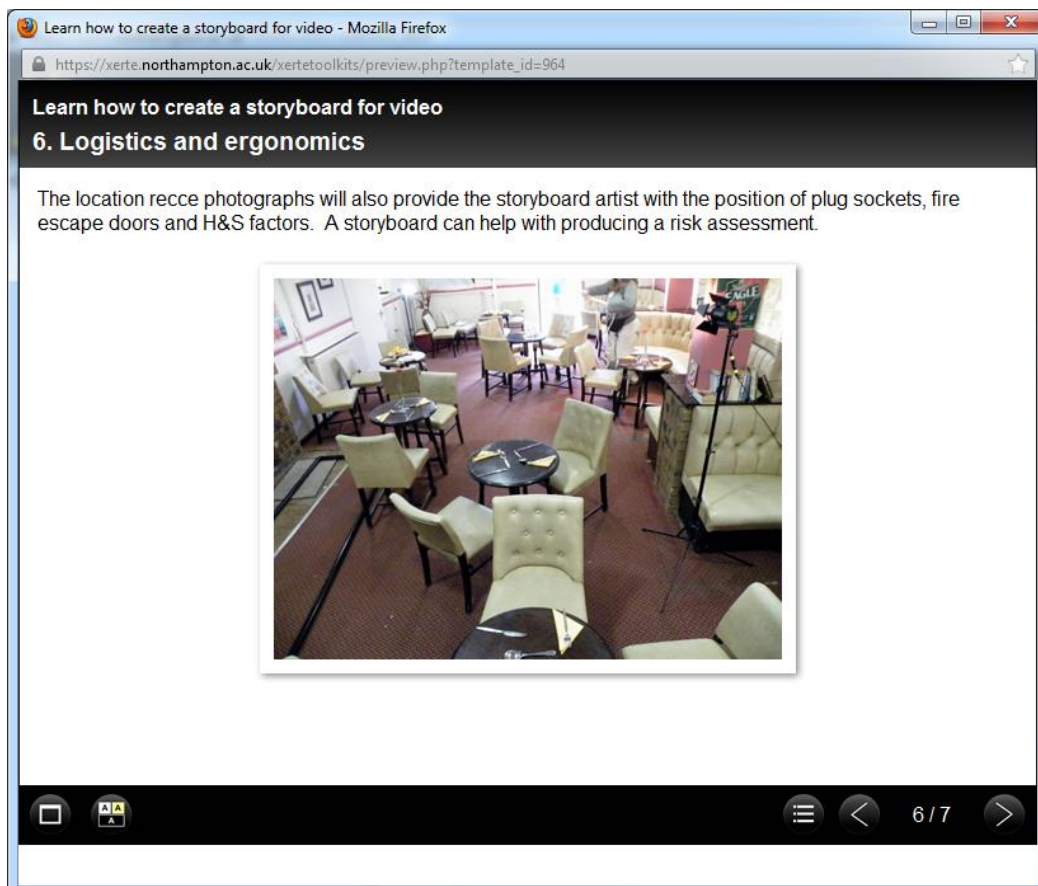 Learn how to create a storyboard for video - Mozilla Firefox
https://xerte.northampton.ac.uk/xertetoolkits/preview.php?template_id=964
Learn how to create a storyboard for video
6. Logistics and ergonomics
The location recce photographs will also provide the storyboard artist with the position of plug sockets, fire
escape doors and H&S factors.  A storyboard can help with producing a risk assessment.
EAGLE
A A
A
6 / 7